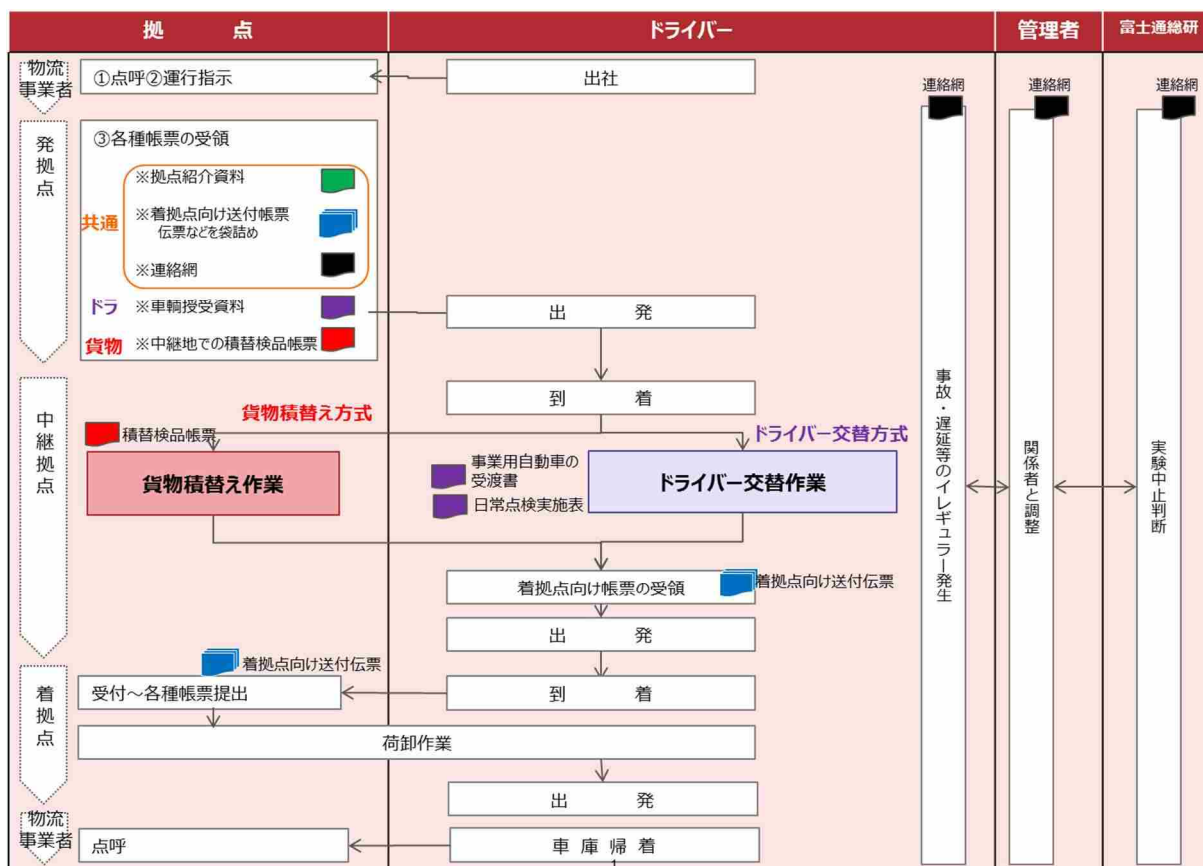 拠　　点
ドライバー
管理者
富士通総研
物流
事業者
①点呼②運行指示
出社
連絡網
連絡網
連絡網
発拠点
③各種帳票の受領
※拠点紹介資料
共通
※着拠点向け送付帳票
伝票などを袋詰め
※連絡網
ドラ
※車輌授受資料
貨物
※中継地での積替検品帳票
出　　発
到　　着
中継拠点
貨物積替え方式
ドライバー交替方式
積替検品帳票
貨物積替え作業
事業用自動車の
受渡書
日常点検実施表
ドライバー交替作業
事故・遅延等のイレギュラー発生
関係者と調整
実験中止判断
着拠点向け帳票の受領
着拠点向け送付伝票
出　　発
着拠点向け送付伝票
着拠点
受付～各種帳票提出
到　　着
荷卸作業
出　　発
物流
事業者
点呼
車 庫 帰 着
1